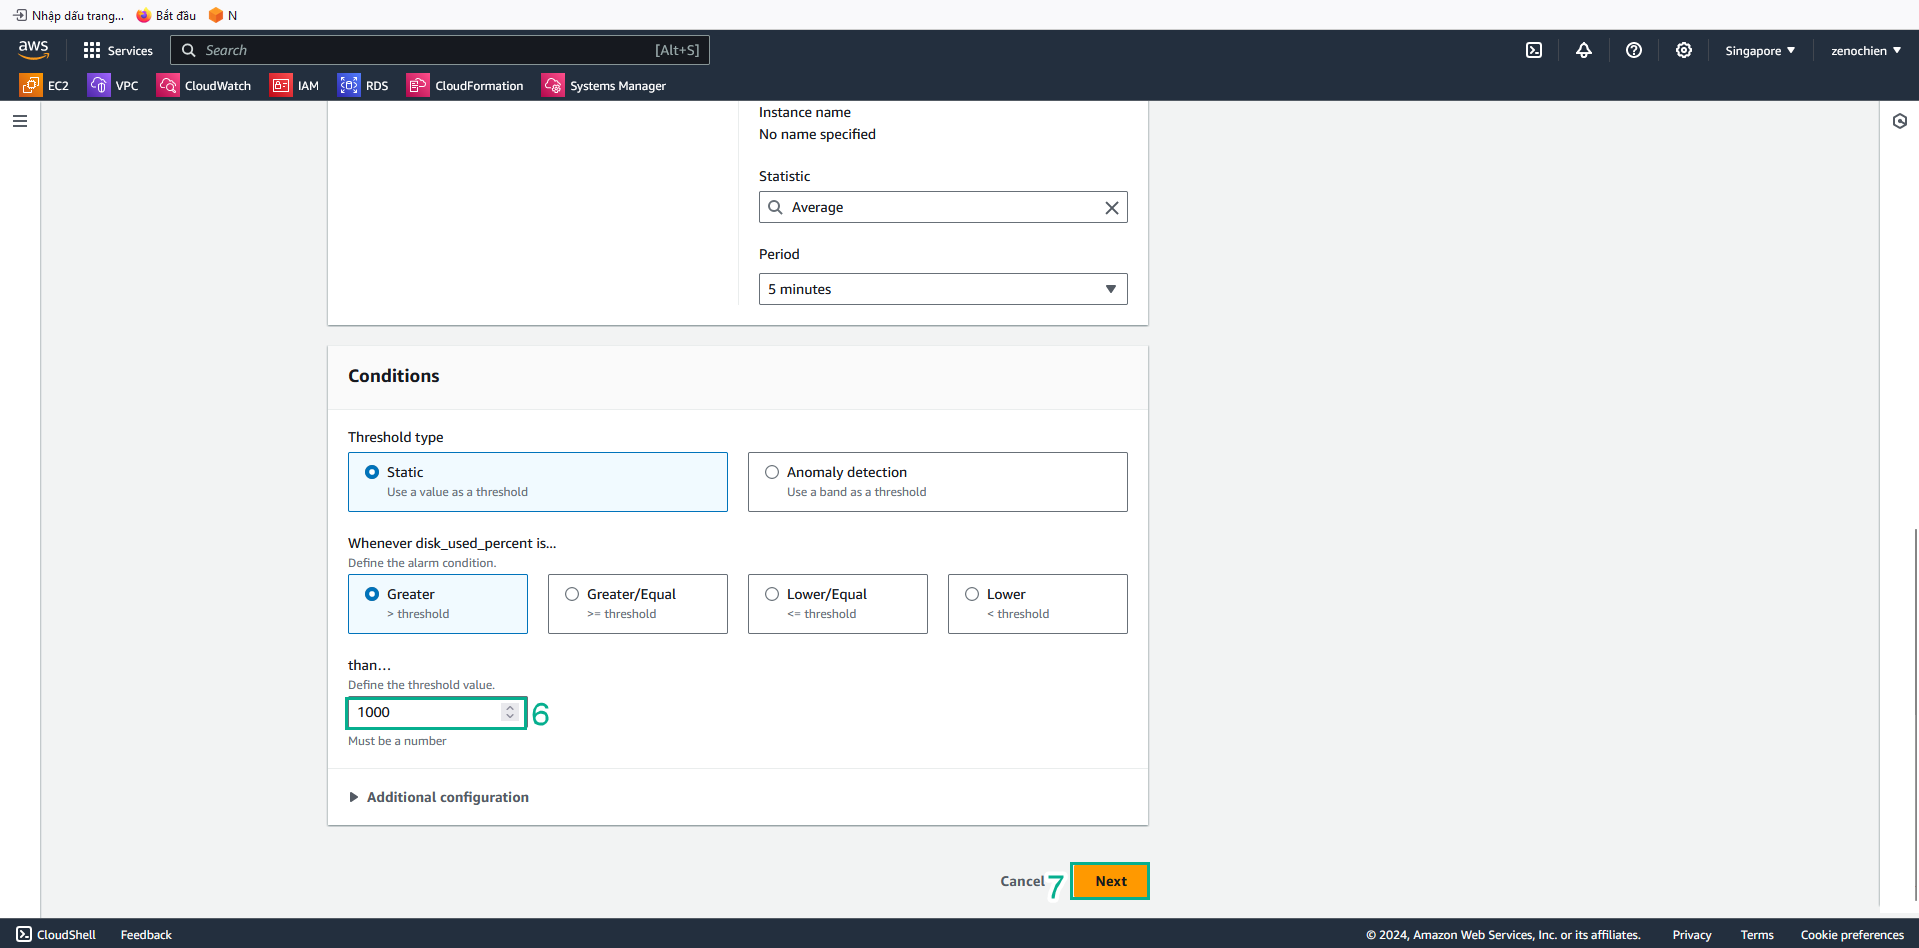 Nhập dấu trang... Bắt đầu N
aws Services Search [Alt+S] Singapore zenochien
EC2 VPC CloudWatch IAM RDS CloudFormation Systems Manager
Instance name
No name specified
Statistic
Average
Period
5 minutes
Conditions
Threshold type
Static
Use a value as a threshold
Anomaly detection
Use a band as a threshold
Whenever disk_used_percent is...
Define the alarm condition.
Greater
> threshold
Greater/Equal
>= threshold
Lower/Equal
<= threshold
Lower
< threshold
than…
Define the threshold value.
1000 6
Must be a number
Additional configuration
Cancel 7 Next
CloudShell Feedback © 2024, Amazon Web Services, Inc. or its affiliates. Privacy Terms Cookie preferences